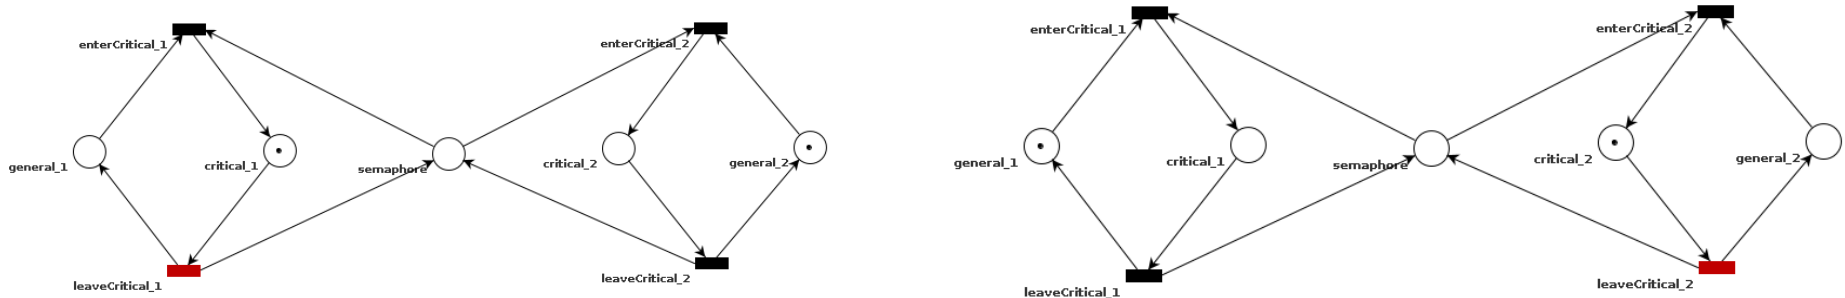 enterCritical_1
enterCritical_2
general_1
critical_1
semaphore
critical_2
general_2
leaveCritical_1
leaveCritical_2
enterCritical_1
enterCritical_2
general_1
critical_1
semaphore
critical_2
general_2
leaveCritical_1
leaveCritical_2